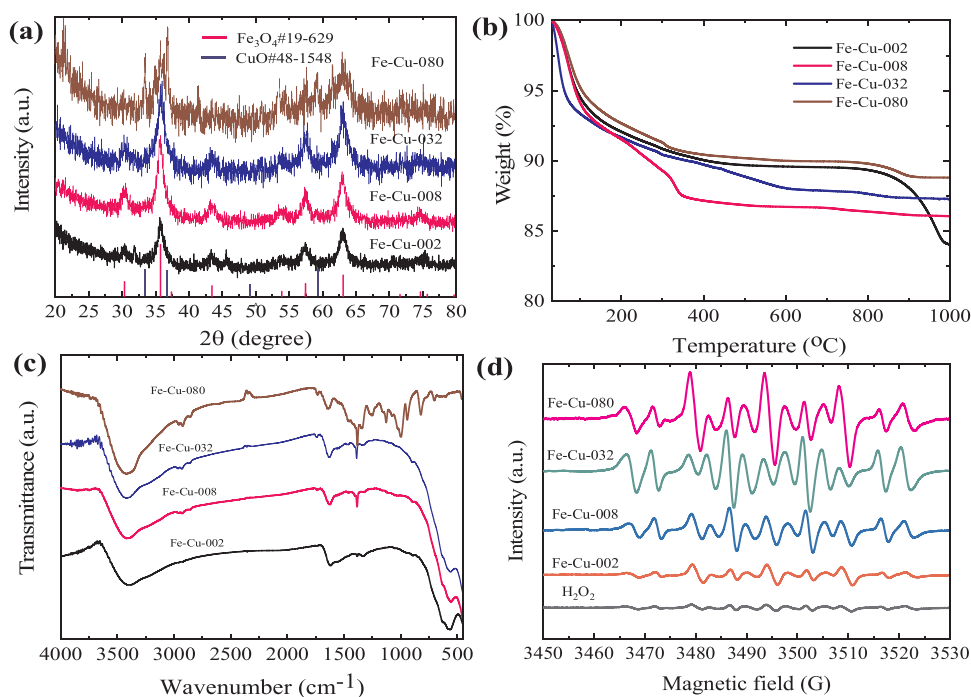 (a)
Fe3O4#19-629
CuO#48-1548
Fe-Cu-080
Fe-Cu-032
Fe-Cu-008
Fe-Cu-002
Intensity (a.u.)
20 25 30 35 40 45 50 55 60 65 70 75 80
2θ (degree)
(b)
Fe-Cu-002
Fe-Cu-008
Fe-Cu-032
Fe-Cu-080
100
95
90
85
80
Weight (%)
200 400 600 800 1000
Temperature (ºC)
(c)
Fe-Cu-080
Fe-Cu-032
Fe-Cu-008
Fe-Cu-002
Transmittance (a.u.)
4000 3500 3000 2500 2000 1500 1000 500
Wavenumber (cm-1)
(d)
Fe-Cu-080
Fe-Cu-032
Fe-Cu-008
Fe-Cu-002
H2O2
Intensity (a.u.)
3450 3460 3470 3480 3490 3500 3510 3520 3530
Magnetic field (G)